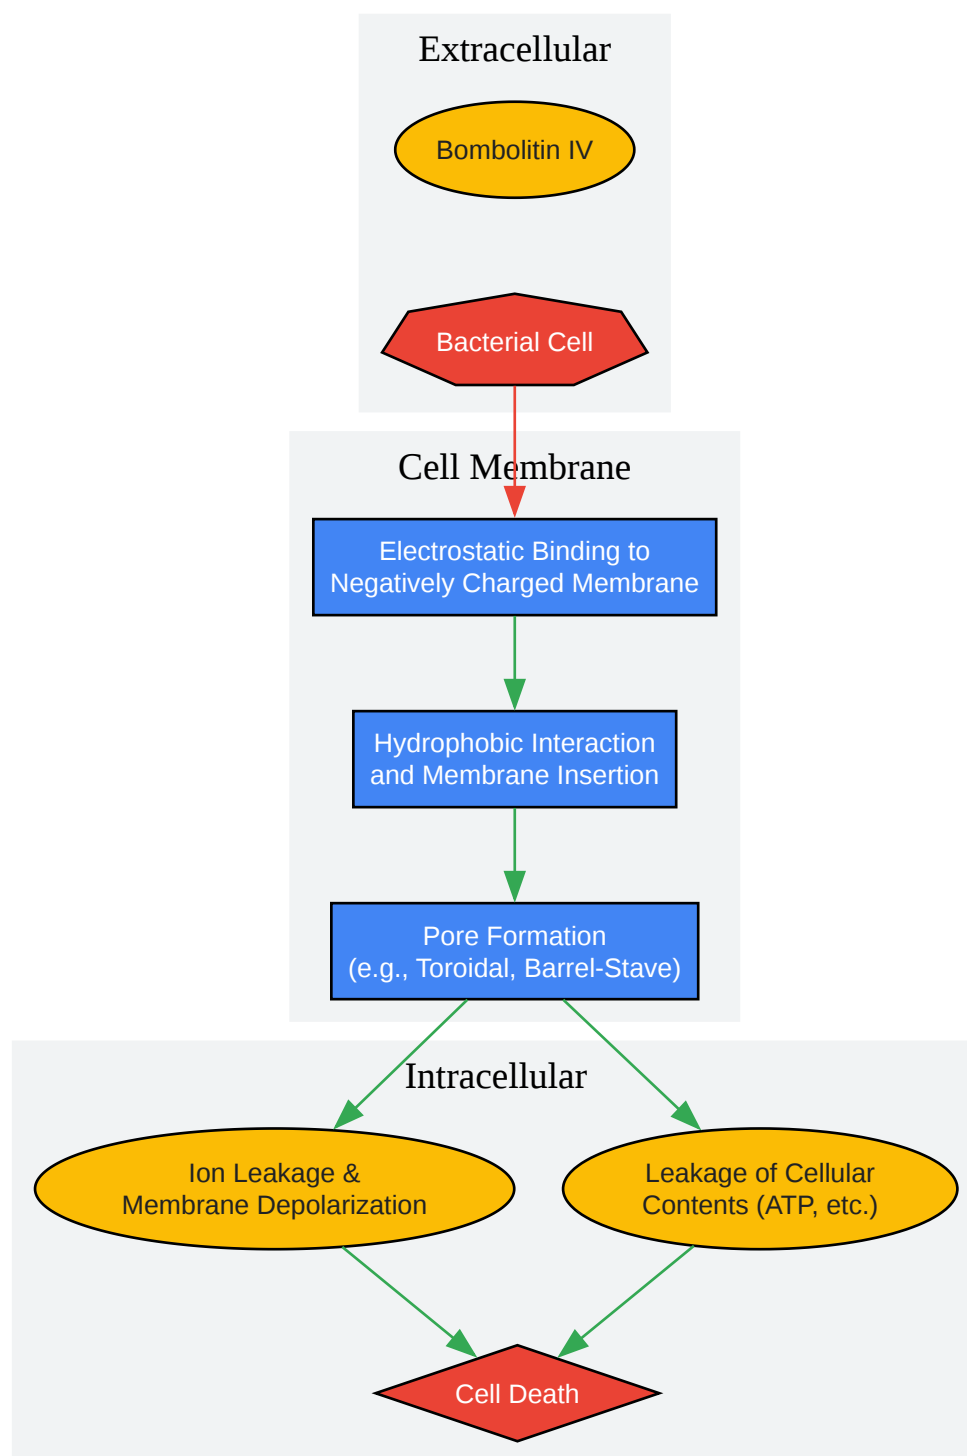 Extracellular
Bombolitin IV
Bacterial Cell
Cell Membrane
Electrostatic Binding to
Negatively Charged Membrane
Hydrophobic Interaction
and Membrane Insertion
Pore Formation
(e.g., Toroidal, Barrel-Stave)
Intracellular
Ion Leakage &
Membrane Depolarization
Leakage of Cellular
Contents (ATP, etc.)
Cell Death